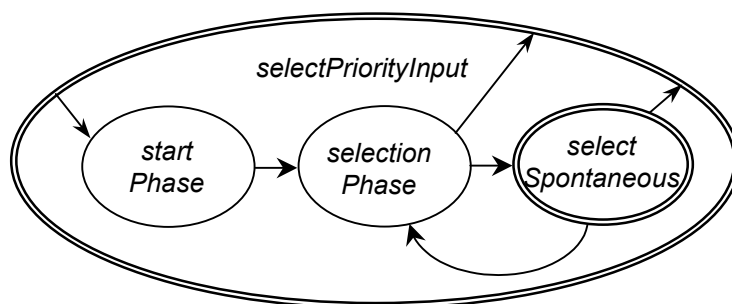 selectPriorityInput
start
Phase
selection
Phase
select
Spontaneous